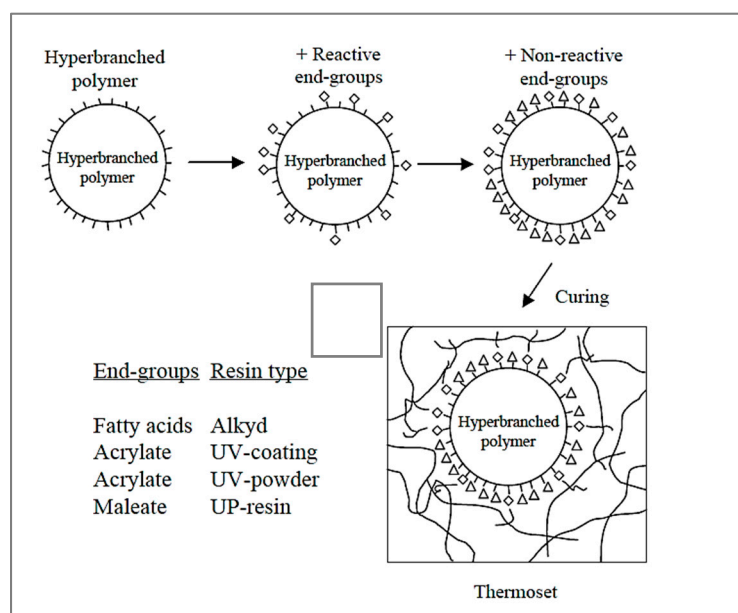 Hyperbranched
polymer
+ Reactive
end-groups
+ Non-reactive
end-groups
Hyperbranched
polymer
Hyperbranched
polymer
Hyperbranched
polymer
Curing
End-groups Resin type
Fatty acids Alkyd
Acrylate UV-coating
Acrylate UV-powder
Maleate UP-resin
Hyperbranched
polymer
Thermoset